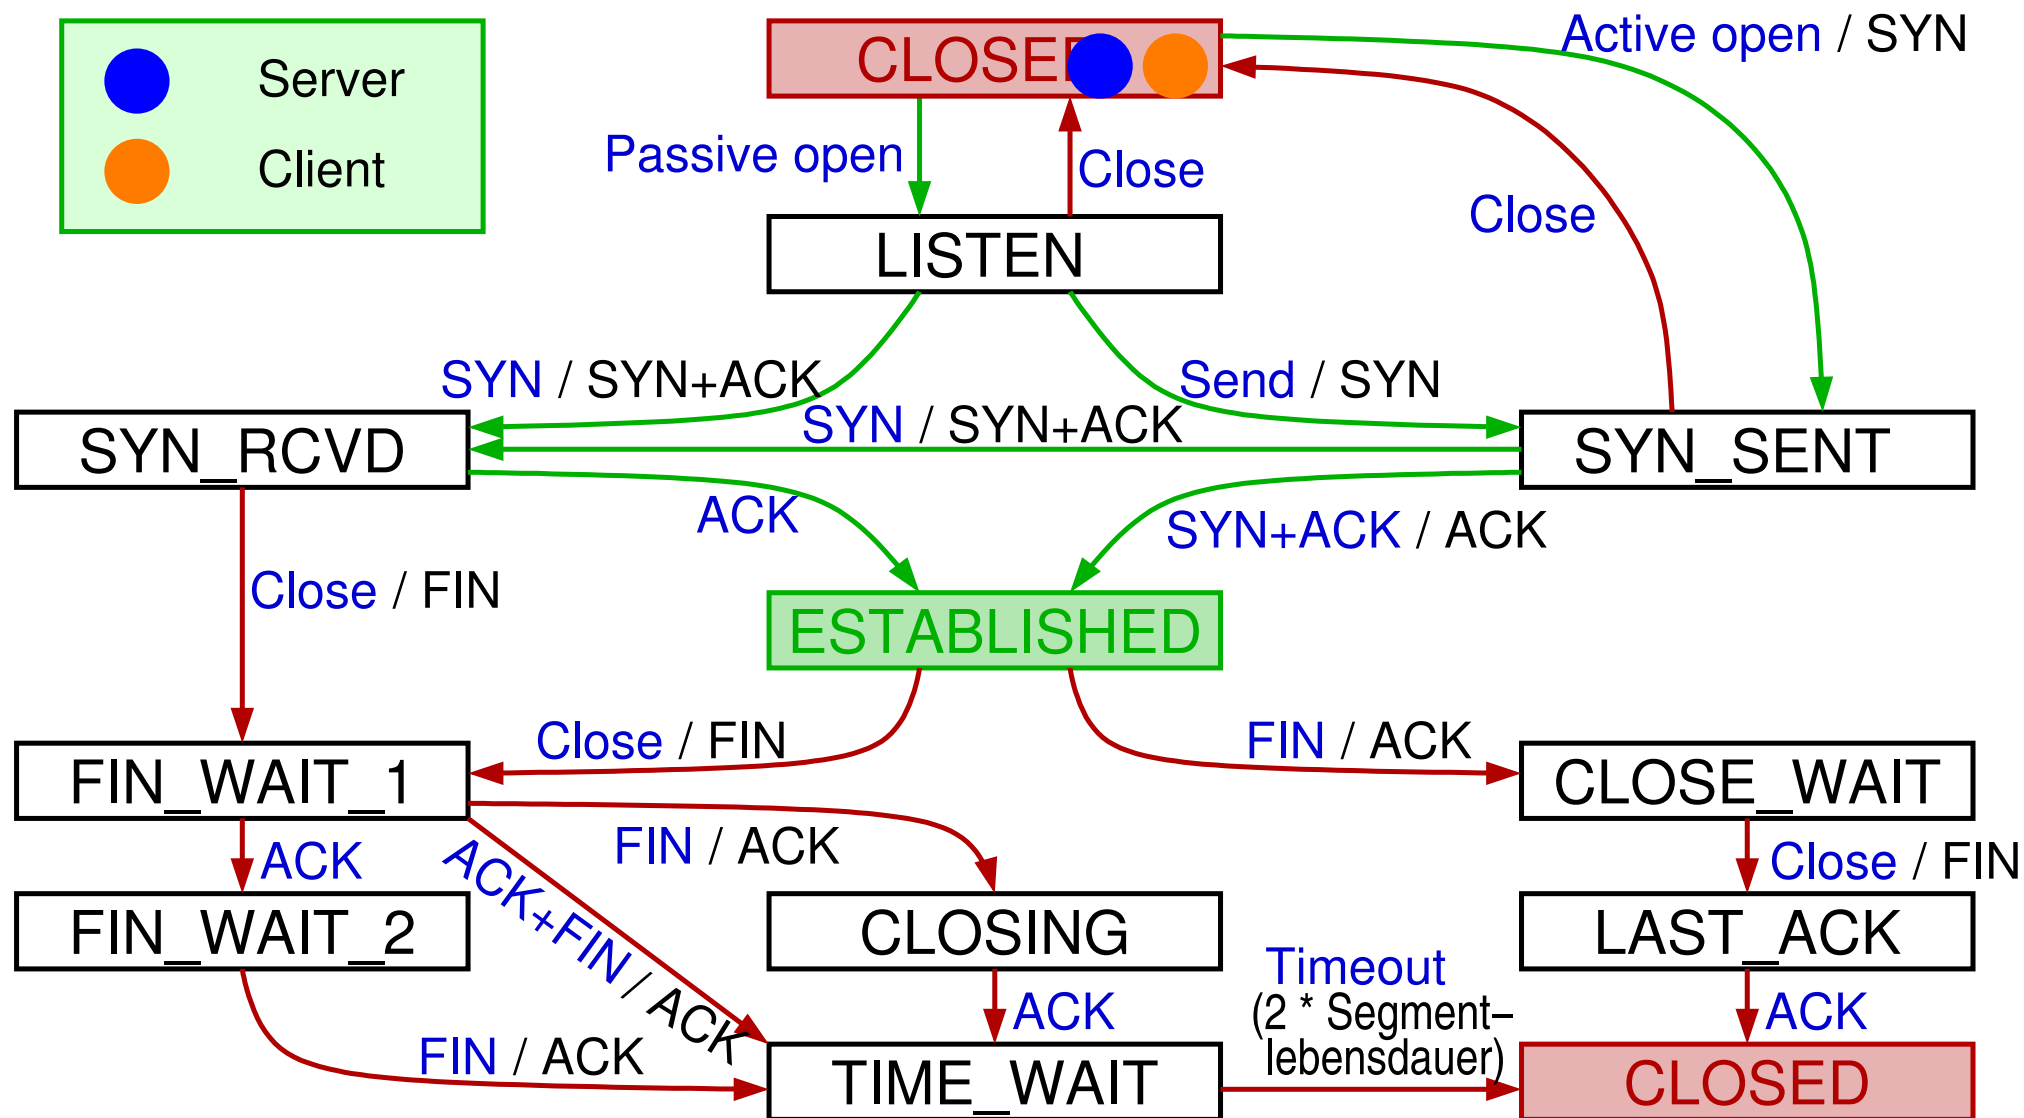 Server
Client
CLOSED
Active open / SYN
Passive open
Close
Close
LISTEN
SYN / SYN+ACK
Send / SYN
SYN / SYN+ACK
SYN_RCVD
SYN_SENT
ACK
SYN+ACK / ACK
Close / FIN
ESTABLISHED
Close / FIN
FIN / ACK
FIN_WAIT_1
CLOSE_WAIT
ACK
ACK+FIN / ACK
FIN / ACK
Close / FIN
FIN_WAIT_2
CLOSING
LAST_ACK
FIN / ACK
ACK
Timeout
(2 * Segment–
lebensdauer)
ACK
TIME_WAIT
CLOSED